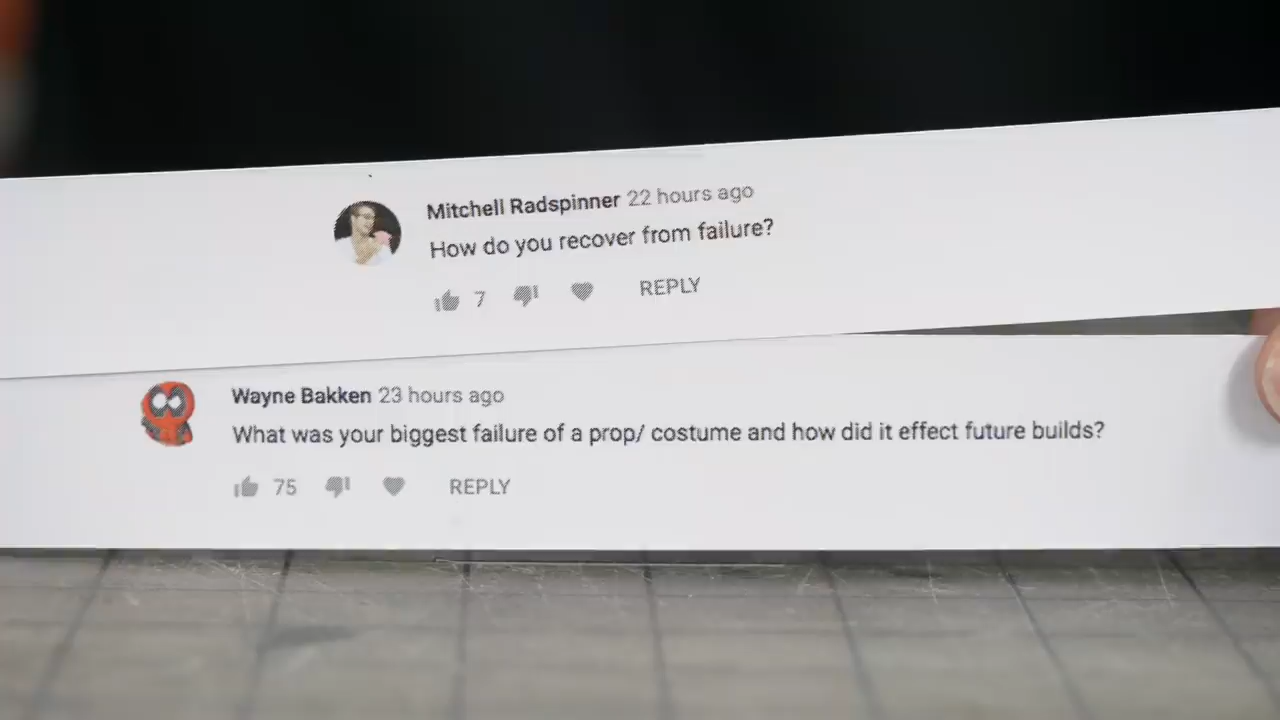 Mitchell Radspinner 22 hours ago
How do you recover from failure?
7 REPLY
Wayne Bakken 23 hours ago
What was your biggest failure of a prop/ costume and how did it effect future builds?
75 REPLY